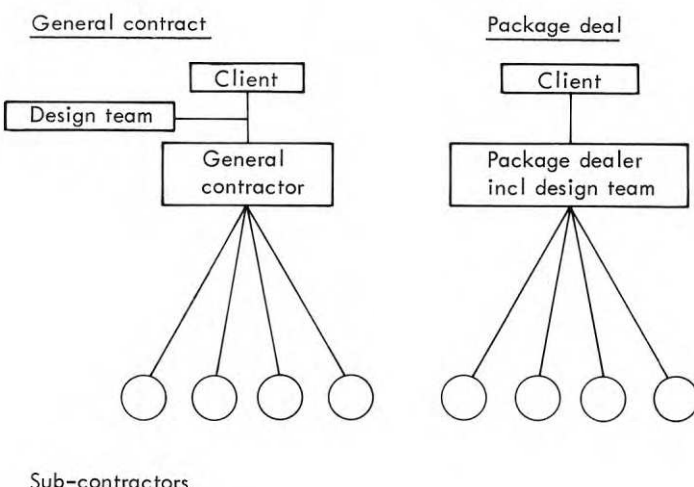 General contract
Client
Design team
General
contractor
Package deal
Client
Package dealer
incl design team
Sub-contractors